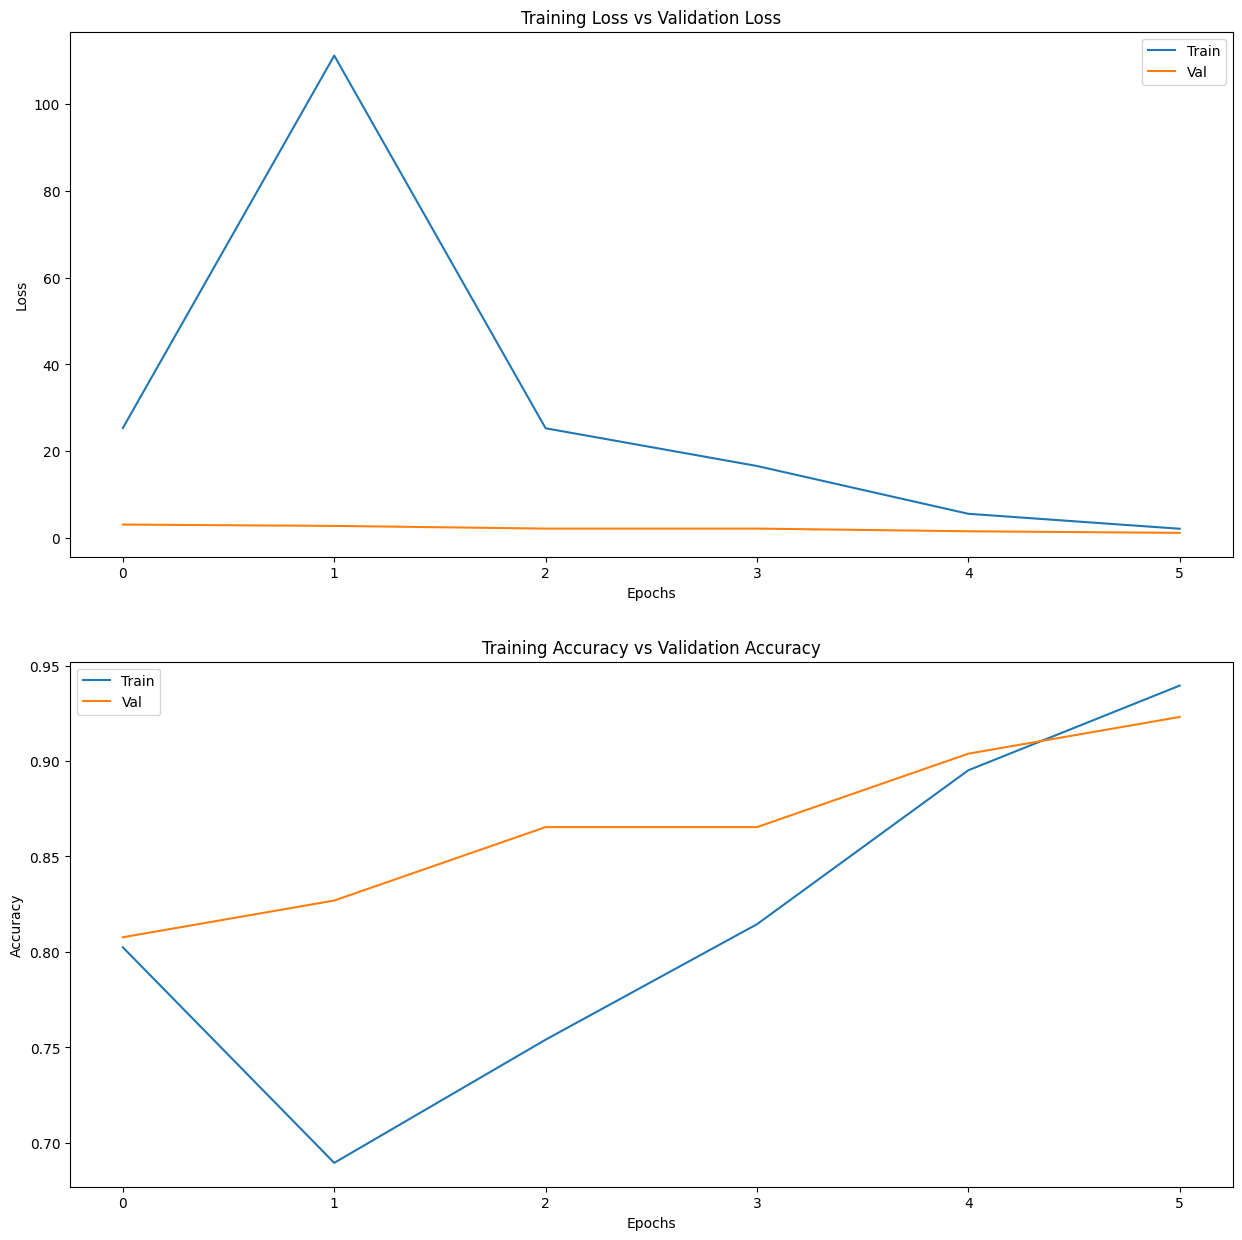 Training Loss vs Validation Loss
Train
Val
100
80
60
40
20
0
Loss
0 1 2 3 4 5
Epochs
Training Accuracy vs Validation Accuracy
Train
Val
0.95
0.90
0.85
0.80
0.75
0.70
Accuracy
0 1 2 3 4 5
Epochs